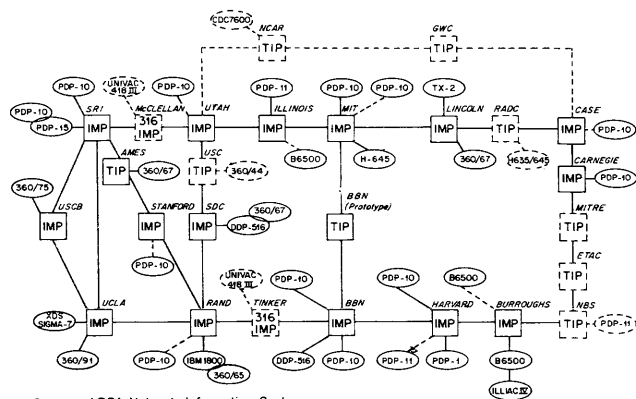 CDC7600
NCAR
TIP
GWC
TIP
PDP-10
UNIVAC
418 III
PDP-10
PDP-11
PDP-10
PDP-10
TX-2
SRI
McCLELLAN
UTAH
ILLINOIS
MIT
LINCOLN
RADC
CASE
PDP-10
PDP-15
IMP
316
IMP
IMP
IMP
IMP
IMP
TIP
IMP
PDP-10
AMES
USC
B6500
H-645
360/67
H635/645
CARNEGIE
TIP
360/67
TIP
360/44
IMP
PDP-10
360/75
USCB
STANFORD
SDC
BBN
(Prototype)
MITRE
IMP
IMP
IMP
360/67
DDP-516
TIP
TIP
PDP-10
ETAC
TIP
UNIVAC
418 III
PDP-10
PDP-10
B6500
UCLA
RAND
TINKER
BBN
HARVARD
BURROUGHS
NBS
XDS
SIGMA-7
IMP
IMP
316
IMP
IMP
IMP
IMP
TIP
PDP-11
360/91
PDP-10
IBM1800
360/65
DDP-516
PDP-10
PDP-11
PDP-1
B6500
ILLIAC IV